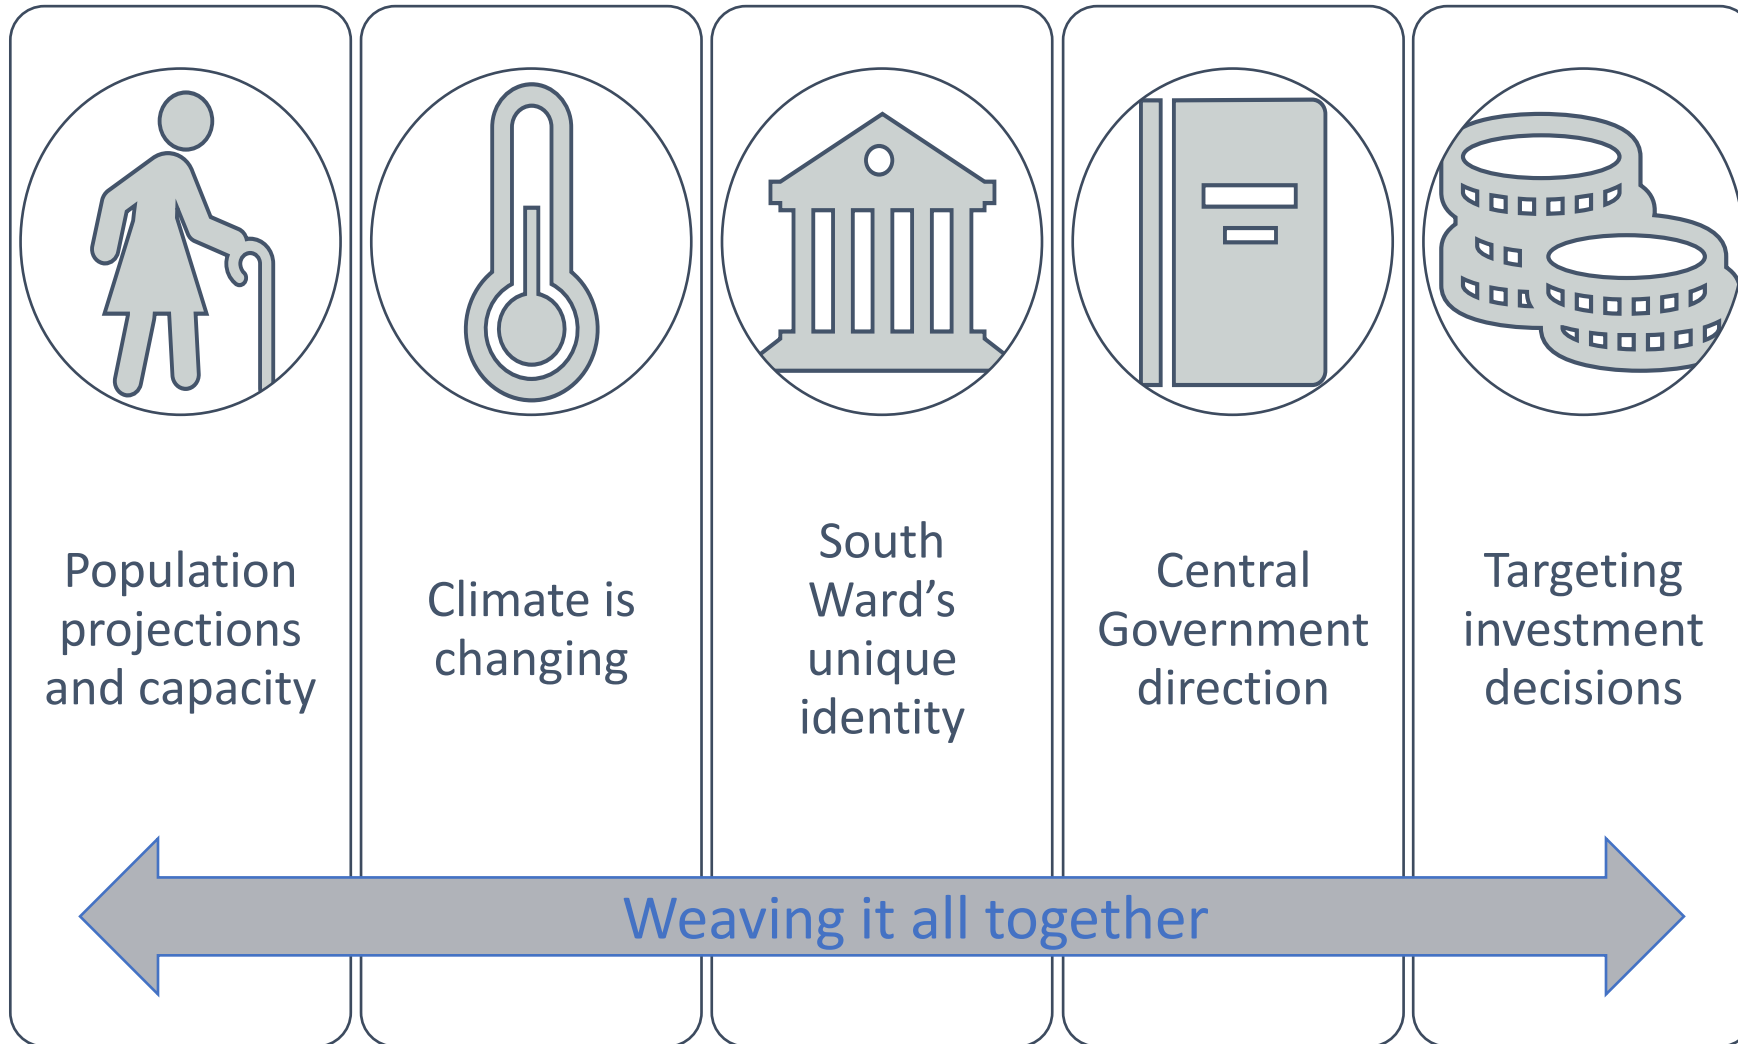 Population
projections
and capacity
Climate is
changing
South
Ward’s
unique
identity
Central
Government
direction
Targeting
investment
decisions
Weaving it all together